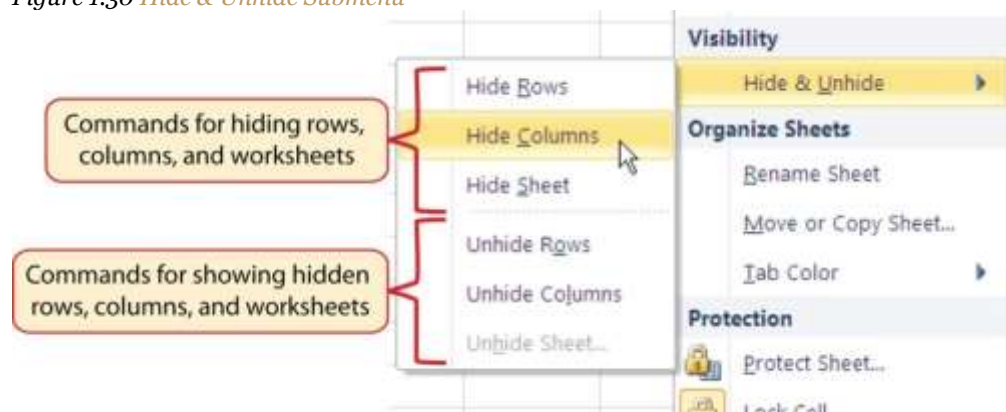 Figure 1.30 Hide & Unhide Submenu
Visibility
Hide & Unhide
Organize Sheets
Rename Sheet
Move or Copy Sheet...
Tab Color
Protection
Protect Sheet...
Lock Cell
Hide Rows
Hide Columns
Hide Sheet
Unhide Rows
Unhide Columns
Unhide Sheet...
Commands for hiding rows,
columns, and worksheets
Commands for showing hidden
rows, columns, and worksheets